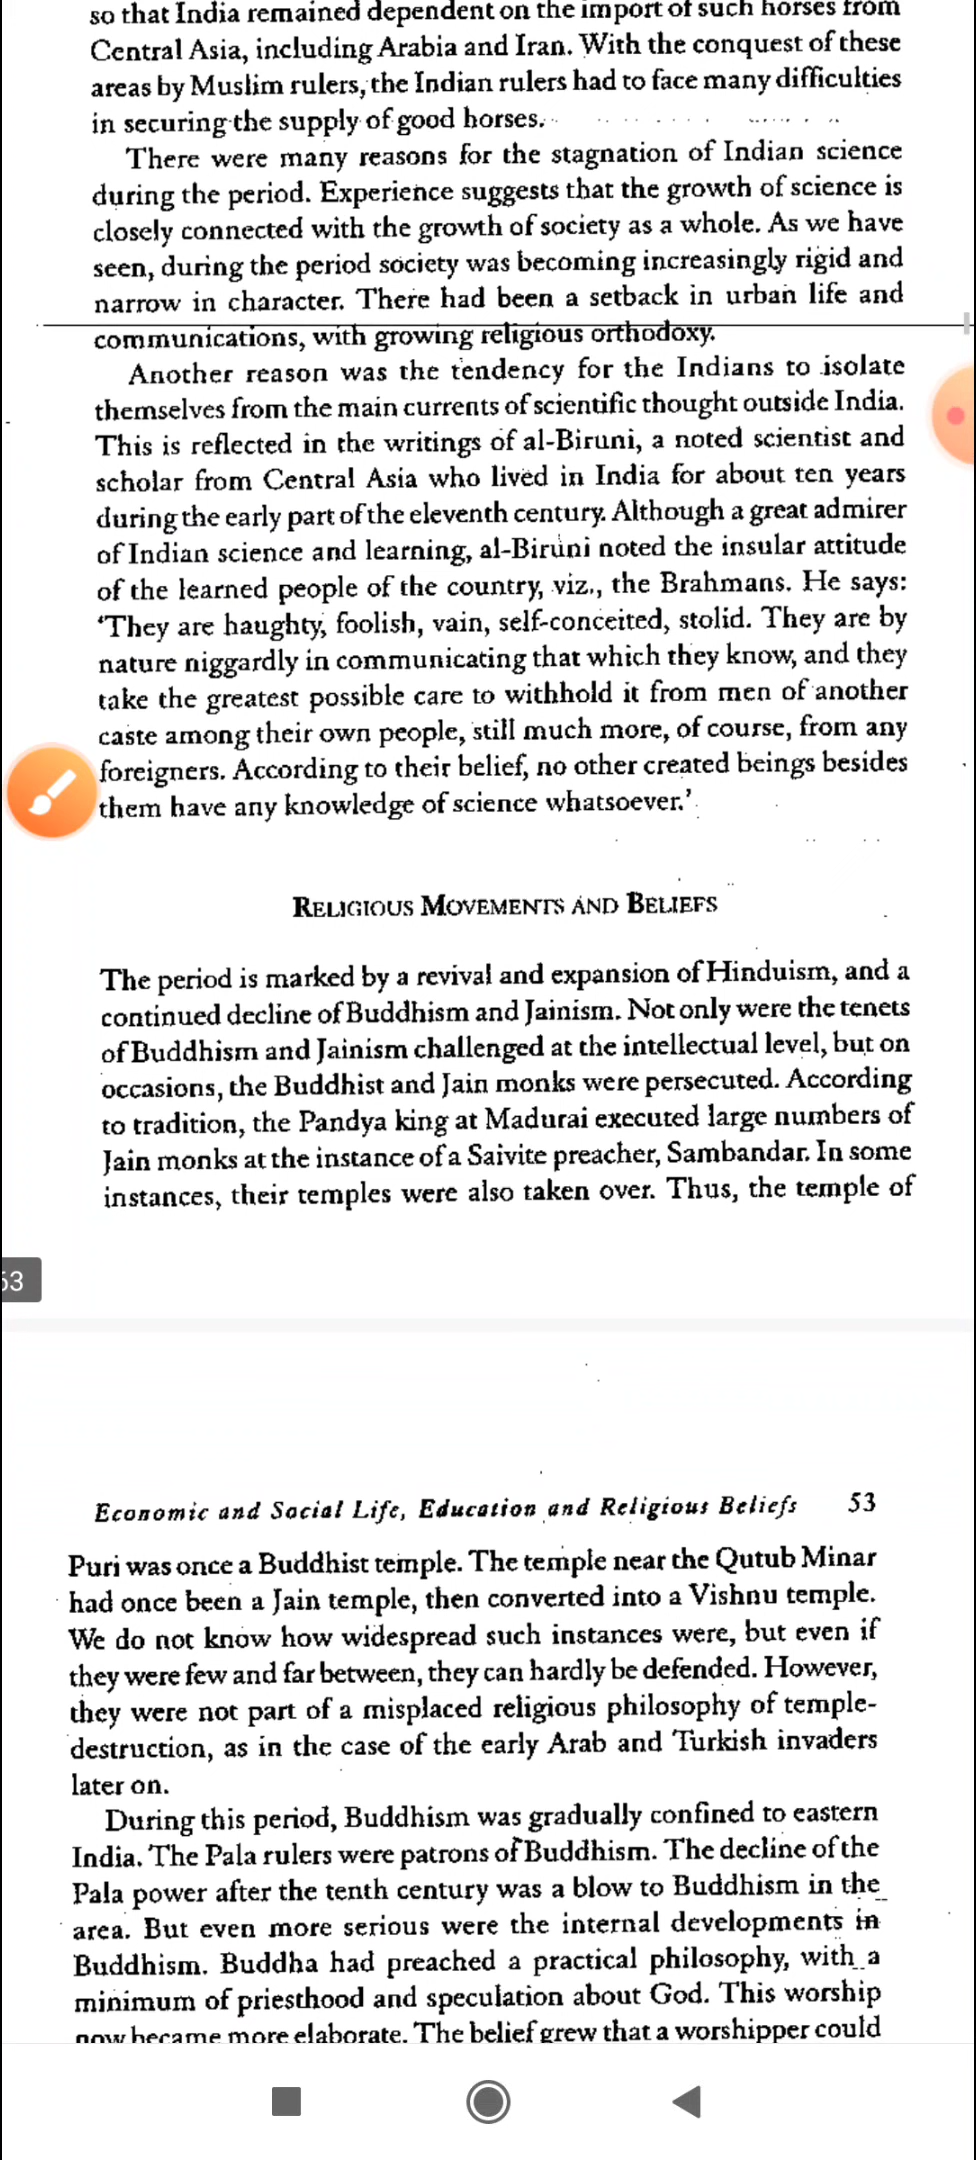 so that India remained dependent on the import of such horses from
Central Asia, including Arabia and Iran. With the conquest of these
areas by Muslim rulers, the Indian rulers had to face many difficulties
in securing the supply of good horses.
There were many reasons for the stagnation of Indian science
during the period. Experience suggests that the growth of science is
closely connected with the growth of society as a whole. As we have
seen, during the period society was becoming increasingly rigid and
narrow in character. There had been a setback in urban life and
communications, with growing religious orthodoxy.
Another reason was the tendency for the Indians to isolate
themselves from the main currents of scientific thought outside India.
This is reflected in the writings of al-Biruni, a noted scientist and
scholar from Central Asia who lived in India for about ten years
during the early part of the eleventh century. Although a great admirer
of Indian science and learning, al-Biruni noted the insular attitude
of the learned people of the country, viz., the Brahmans. He says:
'They are haughty, foolish, vain, self-conceited, stolid. They are by
nature niggardly in communicating that which they know, and they
take the greatest possible care to withhold it from men of another
caste among their own people, still much more, of course, from any
foreigners. According to their belief, no other created beings besides
them have any knowledge of science whatsoever.'
RELIGIOUS MOVEMENTS AND BELIEFS
The period is marked by a revival and expansion of Hinduism, and a
continued decline of Buddhism and Jainism. Not only were the tenets
of Buddhism and Jainism challenged at the intellectual level, but on
occasions, the Buddhist and Jain monks were persecuted. According
to tradition, the Pandya king at Madurai executed large numbers of
Jain monks at the instance of a Saivite preacher, Sambandar. In some
instances, their temples were also taken over. Thus, the temple of
53
Economic and Social Life, Education and Religious Beliefs 53
Puri was once a Buddhist temple. The temple near the Qutub Minar
had once been a Jain temple, then converted into a Vishnu temple.
We do not know how widespread such instances were, but even if
they were few and far between, they can hardly be defended. However,
they were not part of a misplaced religious philosophy of temple-
destruction, as in the case of the early Arab and Turkish invaders
later on.
During this period, Buddhism was gradually confined to eastern
India. The Pala rulers were patrons of Buddhism. The decline of the
Pala power after the tenth century was a blow to Buddhism in the
area. But even more serious were the internal developments in
Buddhism. Buddha had preached a practical philosophy, with a
minimum of priesthood and speculation about God. This worship
now became more elaborate. The belief grew that a worshipper could